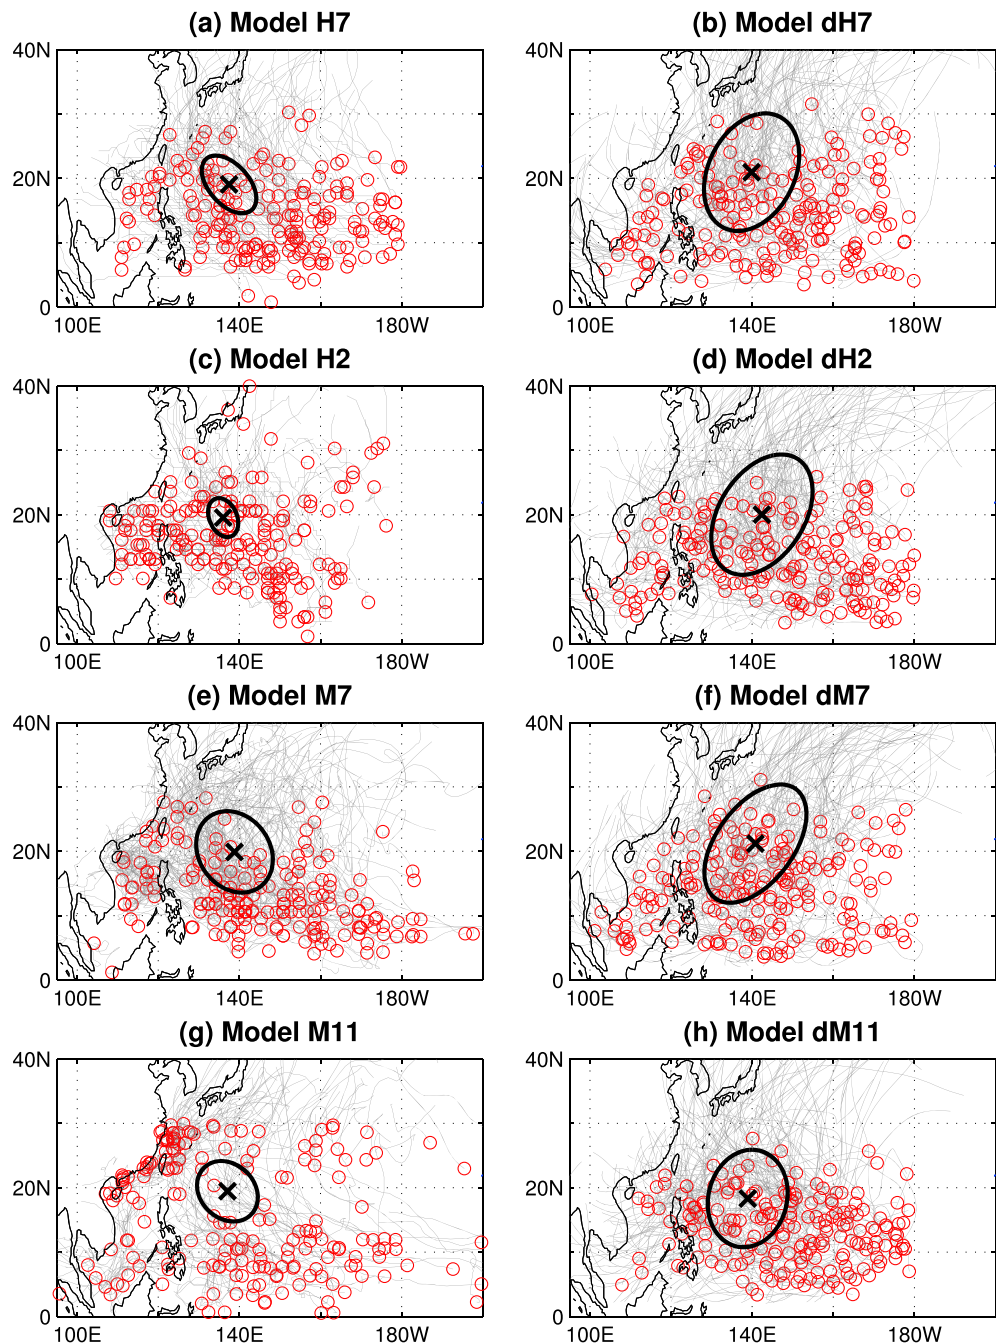 (a) Model H7
(b) Model dH7
40N
20N
0
100E 140E 180W
40N
20N
0
100E 140E 180W
(c) Model H2
(d) Model dH2
40N
20N
0
100E 140E 180W
40N
20N
0
100E 140E 180W
(e) Model M7
(f) Model dM7
40N
20N
0
100E 140E 180W
40N
20N
0
100E 140E 180W
(g) Model M11
(h) Model dM11
40N
20N
0
100E 140E 180W
40N
20N
0
100E 140E 180W